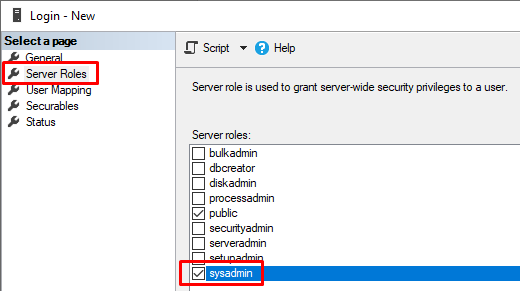 Login - New
Select a page
General
Server Roles
User Mapping
Securables
Status
Script
Help
Server role is used to grant server-wide security privileges to a user.
Server roles:
bulkadmin
dbcreator
diskadmin
processadmin
public
securityadmin
serveradmin
setupadmin
sysadmin